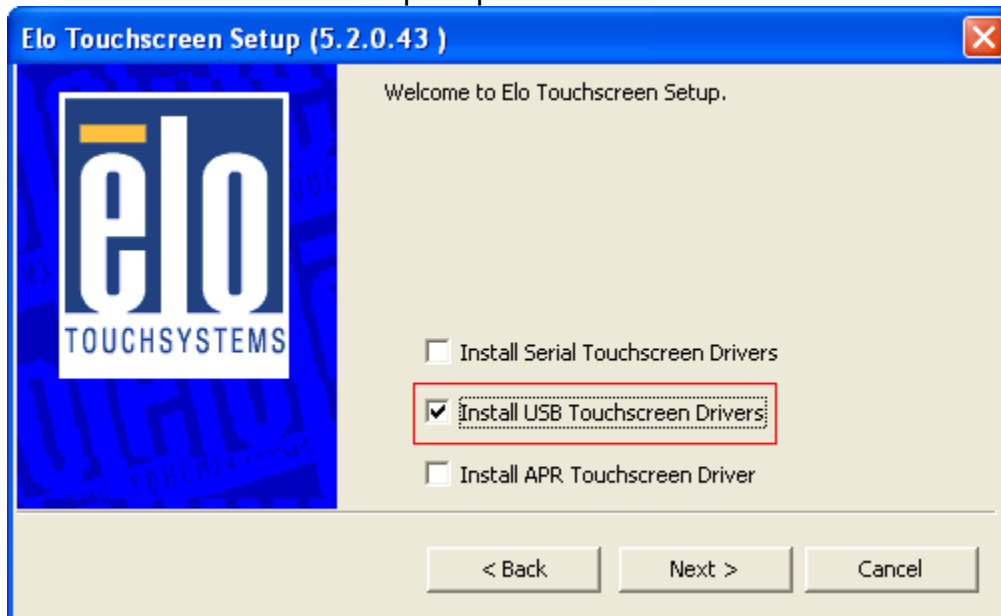 Elo Touchscreen Setup (5.2.0.43 )
Welcome to Elo Touchscreen Setup.
ēlo
TOUCHSYSTEMS
Install Serial Touchscreen Drivers
Install USB Touchscreen Drivers
Install APR Touchscreen Driver
< Back
Next >
Cancel